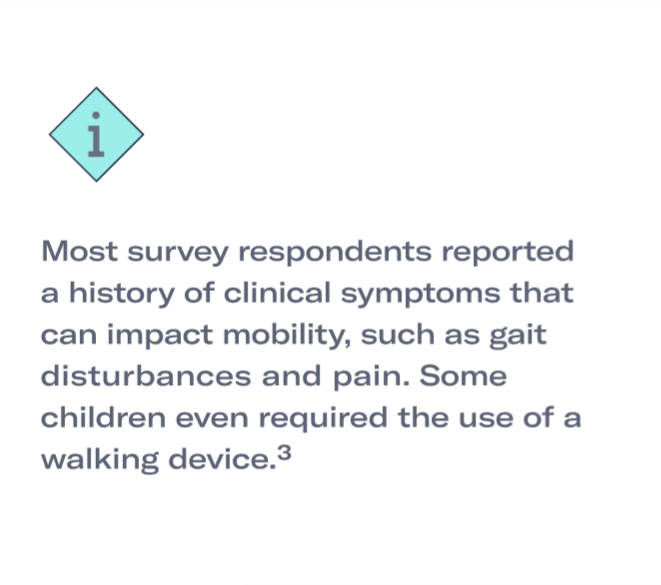 i
Most survey respondents reported
a history of clinical symptoms that
can impact mobility, such as gait
disturbances and pain. Some
children even required the use of a
walking device.³